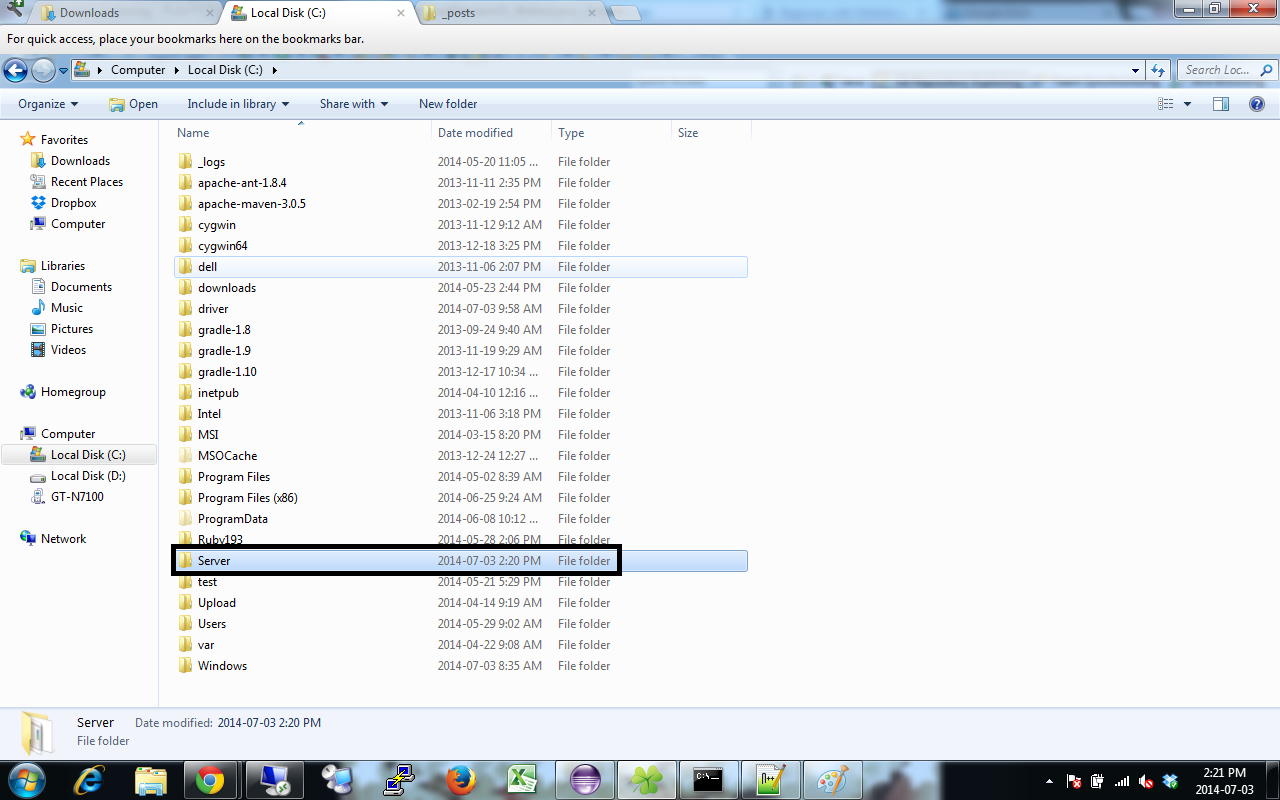 Downloads
Local Disk (C:)
_posts
For quick access, place your bookmarks here on the bookmarks bar.
Computer
Local Disk (C:)
Search Loc...
Organize
Open
Include in library
Share with
New folder
Name Date modified Type Size
Favorites
Downloads
Recent Places
Dropbox
Computer
Libraries
Documents
Music
Pictures
Videos
Homegroup
Computer
Local Disk (C:)
Local Disk (D:)
GT-N7100
Network
_logs 2014-05-20 11:05 ... File folder
apache-ant-1.8.4 2013-11-11 2:35 PM File folder
apache-maven-3.0.5 2013-02-19 2:54 PM File folder
cygwin 2013-11-12 9:12 AM File folder
cygwin64 2013-12-18 3:25 PM File folder
dell 2013-11-06 2:07 PM File folder
downloads 2014-05-23 2:44 PM File folder
driver 2014-07-03 9:58 AM File folder
gradle-1.8 2013-09-24 9:40 AM File folder
gradle-1.9 2013-11-19 9:29 AM File folder
gradle-1.10 2013-12-17 10:34 ... File folder
inetpub 2014-04-10 12:16 ... File folder
Intel 2013-11-06 3:18 PM File folder
MSI 2014-03-15 8:20 PM File folder
MSOCache 2013-12-24 12:27 ... File folder
Program Files 2014-05-02 8:39 AM File folder
Program Files (x86) 2014-06-25 9:24 AM File folder
ProgramData 2014-06-08 10:12 ... File folder
Ruby193 2014-05-28 2:06 PM File folder
Server 2014-07-03 2:20 PM File folder
test 2014-05-21 5:29 PM File folder
Upload 2014-04-14 9:19 AM File folder
Users 2014-05-29 9:02 AM File folder
var 2014-04-22 9:08 AM File folder
Windows 2014-07-03 8:35 AM File folder
Server Date modified: 2014-07-03 2:20 PM
File folder
2:21 PM
2014-07-03